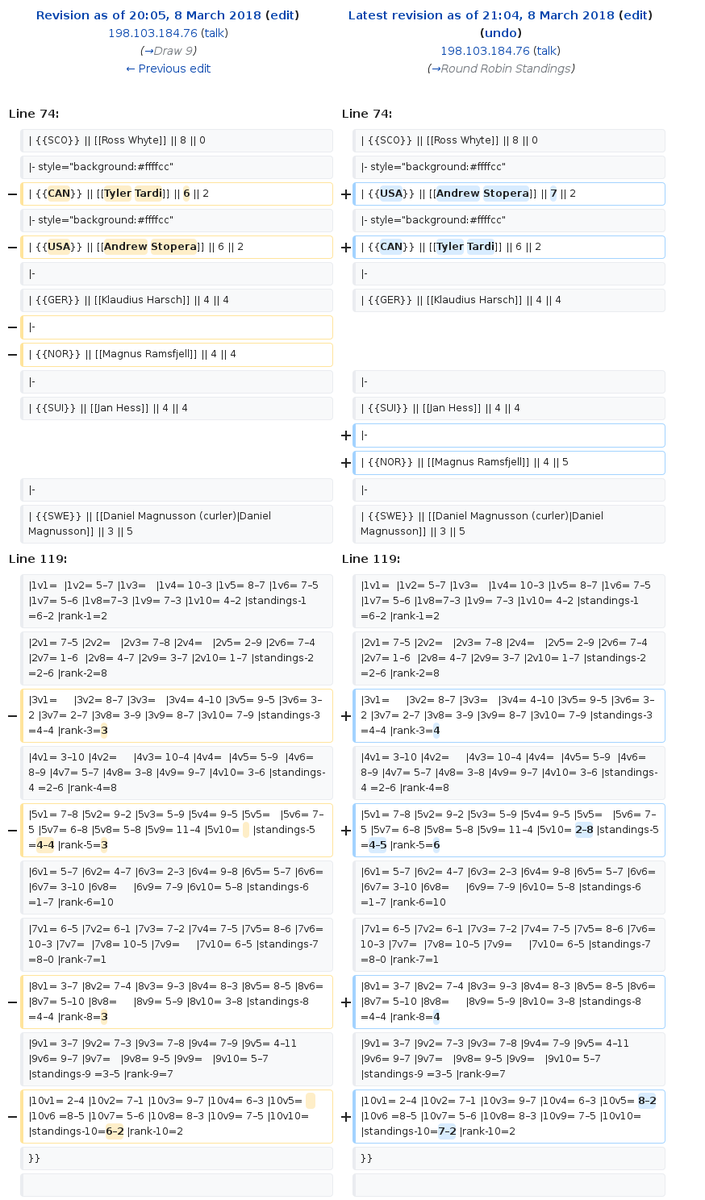 Revision as of 20:05, 8 March 2018 (edit)
198.103.184.76 (talk)
(→Draw 9)
← Previous edit
Latest revision as of 21:04, 8 March 2018 (edit)
(undo)
198.103.184.76 (talk)
(→Round Robin Standings)
Line 74:
Line 74:
| {{SCO}} || [[Ross Whyte]] || 8 || 0
| {{SCO}} || [[Ross Whyte]] || 8 || 0
|- style="background:#ffffcc"
|- style="background:#ffffcc"
− | {{CAN}} || [[Tyler Tardi]] || 6 || 2
+ | {{USA}} || [[Andrew Stopera]] || 7 || 2
|- style="background:#ffffcc"
|- style="background:#ffffcc"
− | {{USA}} || [[Andrew Stopera]] || 6 || 2
+ | {{CAN}} || [[Tyler Tardi]] || 6 || 2
|-
|-
| {{GER}} || [[Klaudius Harsch]] || 4 || 4
| {{GER}} || [[Klaudius Harsch]] || 4 || 4
− |-
− | {{NOR}} || [[Magnus Ramsfjell]] || 4 || 4
|-
|-
| {{SUI}} || [[Jan Hess]] || 4 || 4
| {{SUI}} || [[Jan Hess]] || 4 || 4
+ |-
+ | {{NOR}} || [[Magnus Ramsfjell]] || 4 || 5
|-
|-
| {{SWE}} || [[Daniel Magnusson (curler)|Daniel
Magnusson]] || 3 || 5
| {{SWE}} || [[Daniel Magnusson (curler)|Daniel
Magnusson]] || 3 || 5
Line 119:
Line 119:
|1v1= |1v2= 5–7 |1v3= |1v4= 10–3 |1v5= 8–7 |1v6= 7–5
|1v7= 5–6 |1v8=7–3 |1v9= 7–3 |1v10= 4–2 |standings-1
=6–2 |rank-1=2
|1v1= |1v2= 5–7 |1v3= |1v4= 10–3 |1v5= 8–7 |1v6= 7–5
|1v7= 5–6 |1v8=7–3 |1v9= 7–3 |1v10= 4–2 |standings-1
=6–2 |rank-1=2
|2v1= 7–5 |2v2= |2v3= 7–8 |2v4= |2v5= 2–9 |2v6= 7–4
|2v7= 1–6 |2v8= 4–7 |2v9= 3–7 |2v10= 1–7 |standings-2
=2–6 |rank-2=8
|2v1= 7–5 |2v2= |2v3= 7–8 |2v4= |2v5= 2–9 |2v6= 7–4
|2v7= 1–6 |2v8= 4–7 |2v9= 3–7 |2v10= 1–7 |standings-2
=2–6 |rank-2=8
− |3v1= |3v2= 8–7 |3v3= |3v4= 4–10 |3v5= 9–5 |3v6= 3–
2 |3v7= 2–7 |3v8= 3–9 |3v9= 8–7 |3v10= 7–9 |standings-3
=4–4 |rank-3=3
+ |3v1= |3v2= 8–7 |3v3= |3v4= 4–10 |3v5= 9–5 |3v6= 3–
2 |3v7= 2–7 |3v8= 3–9 |3v9= 8–7 |3v10= 7–9 |standings-3
=4–4 |rank-3=4
|4v1= 3–10 |4v2= |4v3= 10–4 |4v4= |4v5= 5–9 |4v6=
8–9 |4v7= 5–7 |4v8= 3–8 |4v9= 9–7 |4v10= 3–6 |standings-
4 =2–6 |rank-4=8
|4v1= 3–10 |4v2= |4v3= 10–4 |4v4= |4v5= 5–9 |4v6=
8–9 |4v7= 5–7 |4v8= 3–8 |4v9= 9–7 |4v10= 3–6 |standings-
4 =2–6 |rank-4=8
− |5v1= 7–8 |5v2= 9–2 |5v3= 5–9 |5v4= 9–5 |5v5= |5v6= 7–
5 |5v7= 6–8 |5v8= 5–8 |5v9= 11–4 |5v10= |standings-5
=4–4 |rank-5=3
+ |5v1= 7–8 |5v2= 9–2 |5v3= 5–9 |5v4= 9–5 |5v5= |5v6= 7–
5 |5v7= 6–8 |5v8= 5–8 |5v9= 11–4 |5v10= 2–8 |standings-5
=4–5 |rank-5=6
|6v1= 5–7 |6v2= 4–7 |6v3= 2–3 |6v4= 9–8 |6v5= 5–7 |6v6=
|6v7= 3–10 |6v8= |6v9= 7–9 |6v10= 5–8 |standings-6
=1–7 |rank-6=10
|6v1= 5–7 |6v2= 4–7 |6v3= 2–3 |6v4= 9–8 |6v5= 5–7 |6v6=
|6v7= 3–10 |6v8= |6v9= 7–9 |6v10= 5–8 |standings-6
=1–7 |rank-6=10
|7v1= 6–5 |7v2= 6–1 |7v3= 7–2 |7v4= 7–5 |7v5= 8–6 |7v6=
10–3 |7v7= |7v8= 10–5 |7v9= |7v10= 6–5 |standings-7
=8–0 |rank-7=1
|7v1= 6–5 |7v2= 6–1 |7v3= 7–2 |7v4= 7–5 |7v5= 8–6 |7v6=
10–3 |7v7= |7v8= 10–5 |7v9= |7v10= 6–5 |standings-7
=8–0 |rank-7=1
− |8v1= 3–7 |8v2= 7–4 |8v3= 9–3 |8v4= 8–3 |8v5= 8–5 |8v6=
|8v7= 5–10 |8v8= |8v9= 5–9 |8v10= 3–8 |standings-8
=4–4 |rank-8=3
+ |8v1= 3–7 |8v2= 7–4 |8v3= 9–3 |8v4= 8–3 |8v5= 8–5 |8v6=
|8v7= 5–10 |8v8= |8v9= 5–9 |8v10= 3–8 |standings-8
=4–4 |rank-8=4
|9v1= 3–7 |9v2= 7–3 |9v3= 7–8 |9v4= 7–9 |9v5= 4–11
|9v6= 9–7 |9v7= |9v8= 9–5 |9v9= |9v10= 5–7
|standings-9 =3–5 |rank-9=7
|9v1= 3–7 |9v2= 7–3 |9v3= 7–8 |9v4= 7–9 |9v5= 4–11
|9v6= 9–7 |9v7= |9v8= 9–5 |9v9= |9v10= 5–7
|standings-9 =3–5 |rank-9=7
− |10v1= 2–4 |10v2= 7–1 |10v3= 9–7 |10v4= 6–3 |10v5=
|10v6 =8–5 |10v7= 5–6 |10v8= 8–3 |10v9= 7–5 |10v10=
|standings-10=6–2 |rank-10=2
+ |10v1= 2–4 |10v2= 7–1 |10v3= 9–7 |10v4= 6–3 |10v5= 8–2
|10v6 =8–5 |10v7= 5–6 |10v8= 8–3 |10v9= 7–5 |10v10=
|standings-10=7–2 |rank-10=2
}}
}}